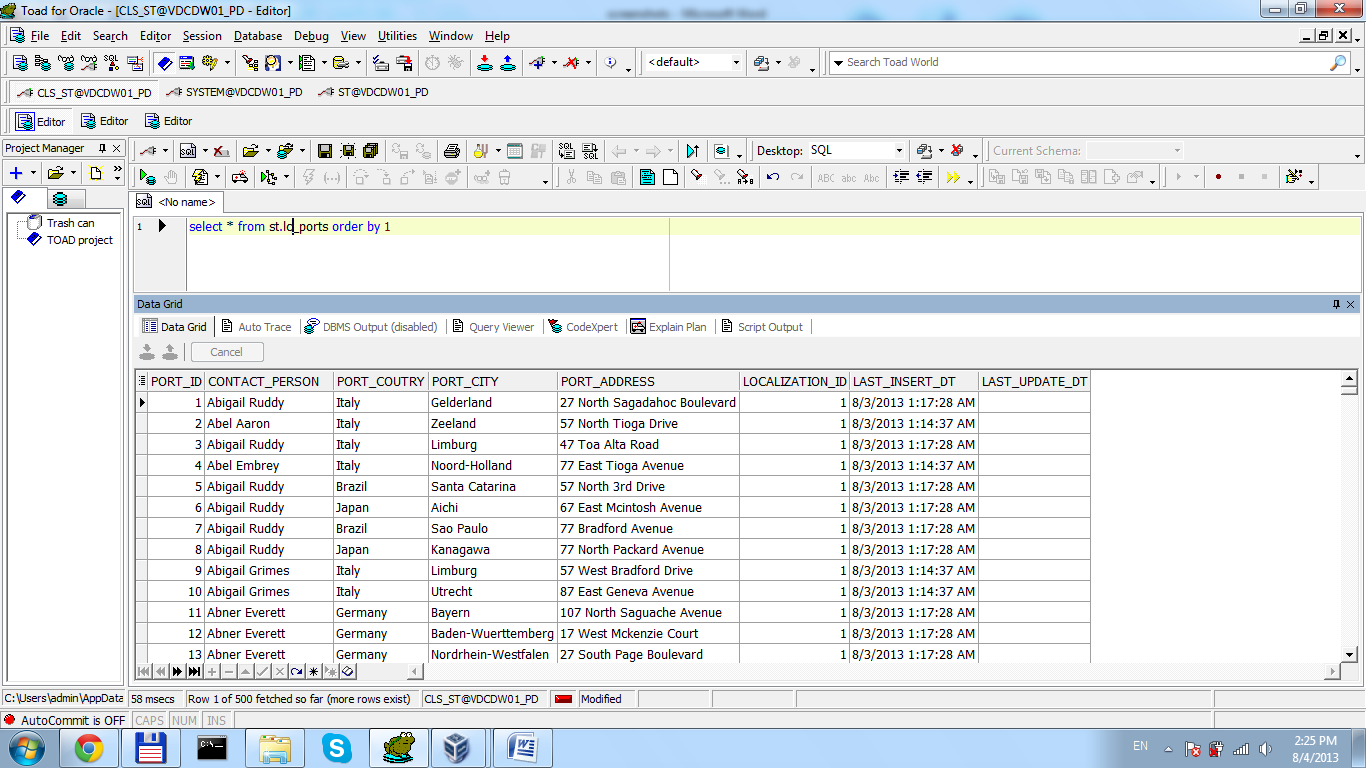 Toad for Oracle - [CLS_ST@VDCDW01_PD - Editor]
File Edit Search Editor Session Database Debug View Utilities Window Help
<default> Search Toad World
CLS_ST@VDCDW01_PD SYSTEM@VDCDW01_PD ST@VDCDW01_PD
Editor Editor Editor
Project Manager
Desktop: SQL Current Schema:
SQL <No name>
Trash can
TOAD project
1 select * from st.lc_ports order by 1
Data Grid
Data Grid Auto Trace DBMS Output (disabled) Query Viewer CodeXpert Explain Plan Script Output
Cancel
PORT_ID CONTACT_PERSON PORT_COUTRY PORT_CITY PORT_ADDRESS LOCALIZATION_ID LAST_INSERT_DT LAST_UPDATE_DT
1 Abigail Ruddy Italy Gelderland 27 North Sagadahoc Boulevard 1 8/3/2013 1:17:28 AM
2 Abel Aaron Italy Zeeland 57 North Tioga Drive 1 8/3/2013 1:14:37 AM
3 Abigail Ruddy Italy Limburg 47 Toa Alta Road 1 8/3/2013 1:17:28 AM
4 Abel Embrey Italy Noord-Holland 77 East Tioga Avenue 1 8/3/2013 1:14:37 AM
5 Abigail Ruddy Brazil Santa Catarina 57 North 3rd Drive 1 8/3/2013 1:17:28 AM
6 Abigail Ruddy Japan Aichi 67 East Mcintosh Avenue 1 8/3/2013 1:17:28 AM
7 Abigail Ruddy Brazil Sao Paulo 77 Bradford Avenue 1 8/3/2013 1:17:28 AM
8 Abigail Ruddy Japan Kanagawa 77 North Packard Avenue 1 8/3/2013 1:17:28 AM
9 Abigail Grimes Italy Limburg 57 West Bradford Drive 1 8/3/2013 1:14:37 AM
10 Abigail Grimes Italy Utrecht 87 East Geneva Avenue 1 8/3/2013 1:14:37 AM
11 Abner Everett Germany Bayern 107 North Saguache Avenue 1 8/3/2013 1:17:28 AM
12 Abner Everett Germany Baden-Wuerttemberg 17 West Mckenzie Court 1 8/3/2013 1:17:28 AM
13 Abner Everett Germany Nordrhein-Westfalen 27 South Page Boulevard 1 8/3/2013 1:17:28 AM
C:\Users\admin\AppData 58 msecs Row 1 of 500 fetched so far (more rows exist) CLS_ST@VDCDW01_PD Modified
AutoCommit is OFF CAPS NUM INS
EN 2:25 PM
8/4/2013